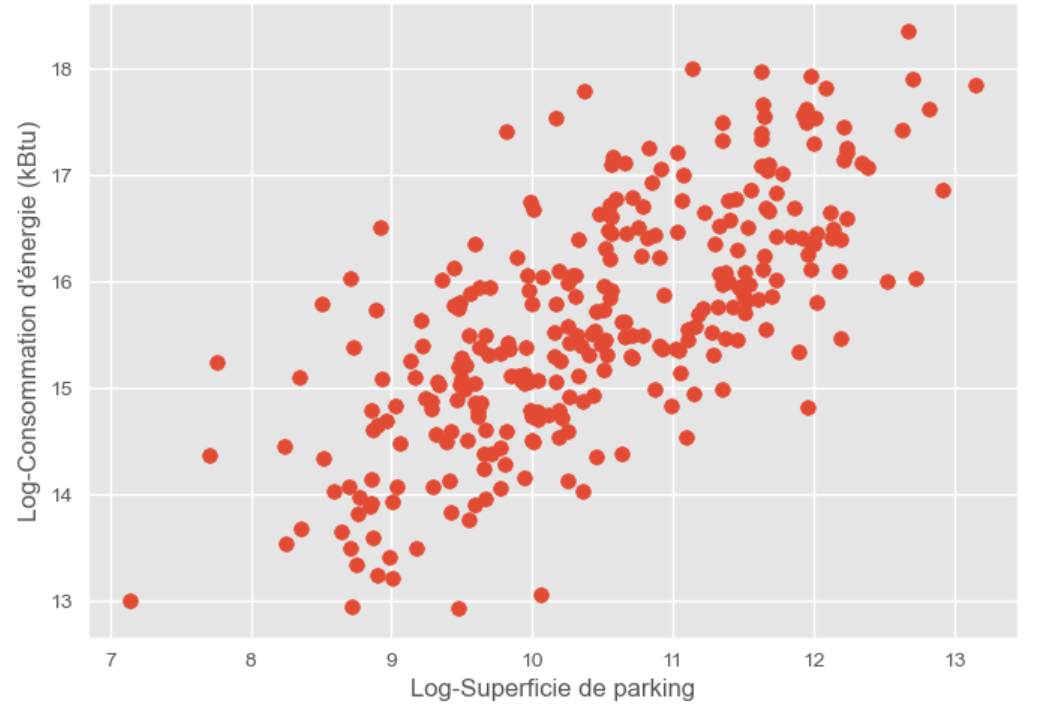 Log-Consommation d'énergie (kBtu)
18
17
16
15
14
13
7 8 9 10 11 12 13
Log-Superficie de parking